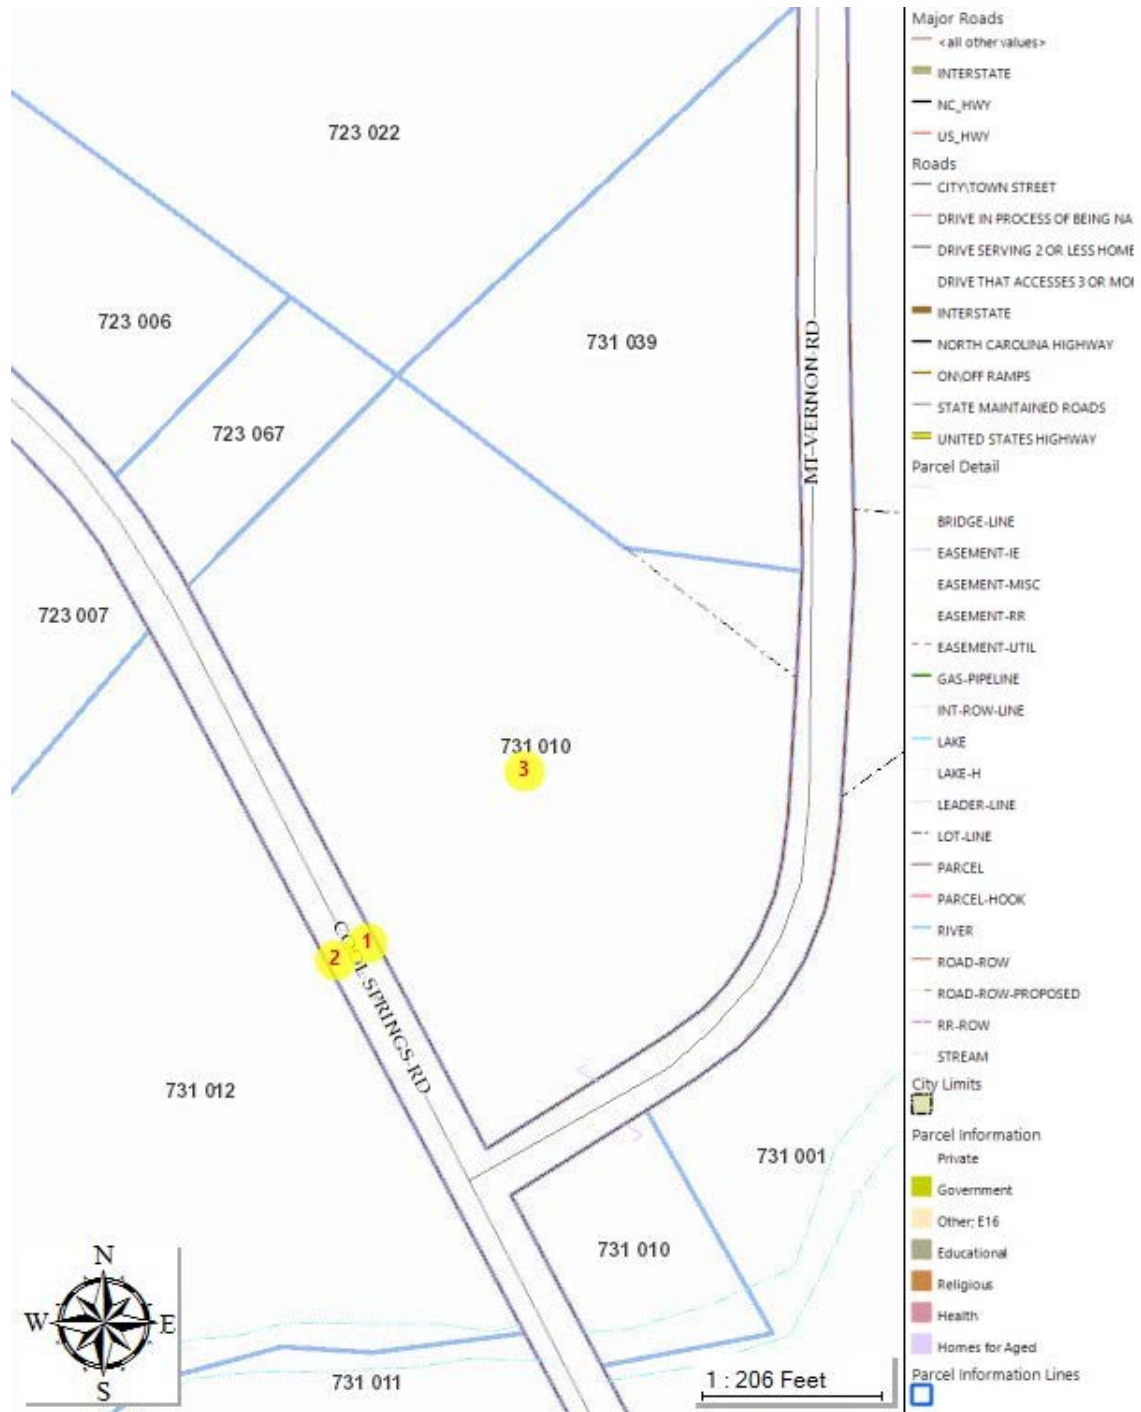 723 022
723 006
731 039
723 067
MT-VERNON-RD
723 007
731 010
3
1
2
COOL-SPRINGS-RD
731 012
731 001
731 010
731 011
N
W
E
S
1 : 206 Feet
Major Roads
<all other values>
INTERSTATE
NC_HWY
US_HWY
Roads
CITY\TOWN STREET
DRIVE IN PROCESS OF BEING NA
DRIVE SERVING 2 OR LESS HOME
DRIVE THAT ACCESSES 3 OR MOI
INTERSTATE
NORTH CAROLINA HIGHWAY
ON\OFF RAMPS
STATE MAINTAINED ROADS
UNITED STATES HIGHWAY
Parcel Detail
BRIDGE-LINE
EASEMENT-IE
EASEMENT-MISC
EASEMENT-RR
EASEMENT-UTIL
GAS-PIPELINE
INT-ROW-LINE
LAKE
LAKE-H
LEADER-LINE
LOT-LINE
PARCEL
PARCEL-HOOK
RIVER
ROAD-ROW
ROAD-ROW-PROPOSED
RR-ROW
STREAM
City Limits
Parcel Information
Private
Government
Other; E16
Educational
Religious
Health
Homes for Aged
Parcel Information Lines